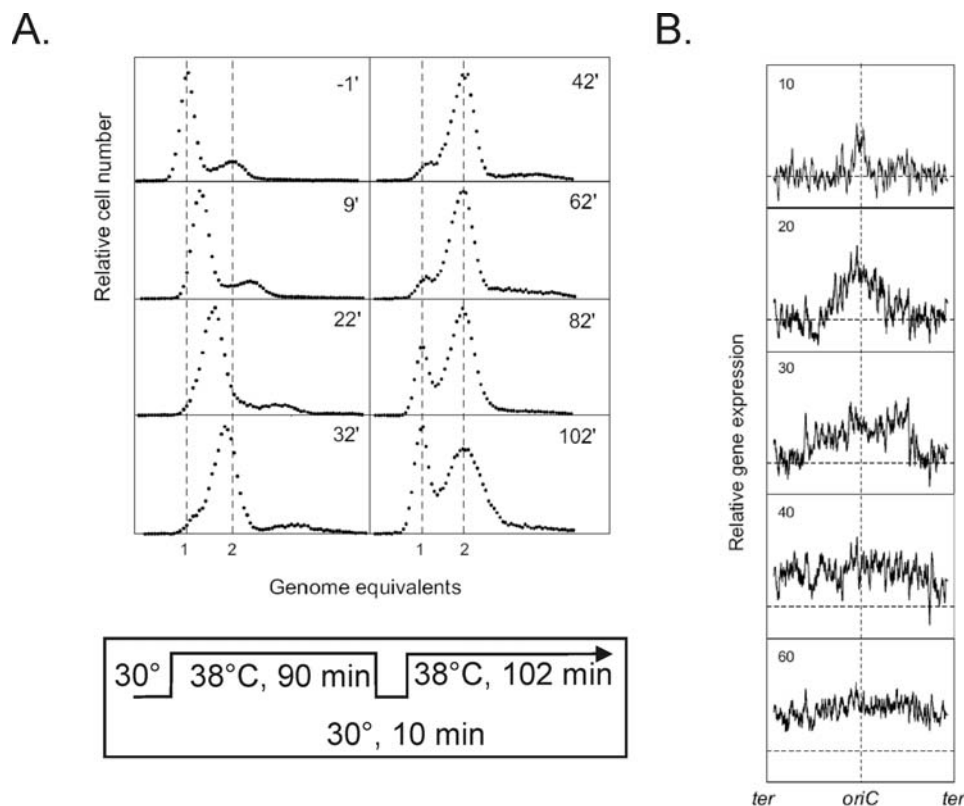 A.
B.
Relative cell number
-1'
42'
9'
62'
22'
82'
32'
102'
1 2 1 2
Genome equivalents
30° 38°C, 90 min 38°C, 102 min
30°, 10 min
Relative gene expression
10
20
30
40
60
ter oriC ter